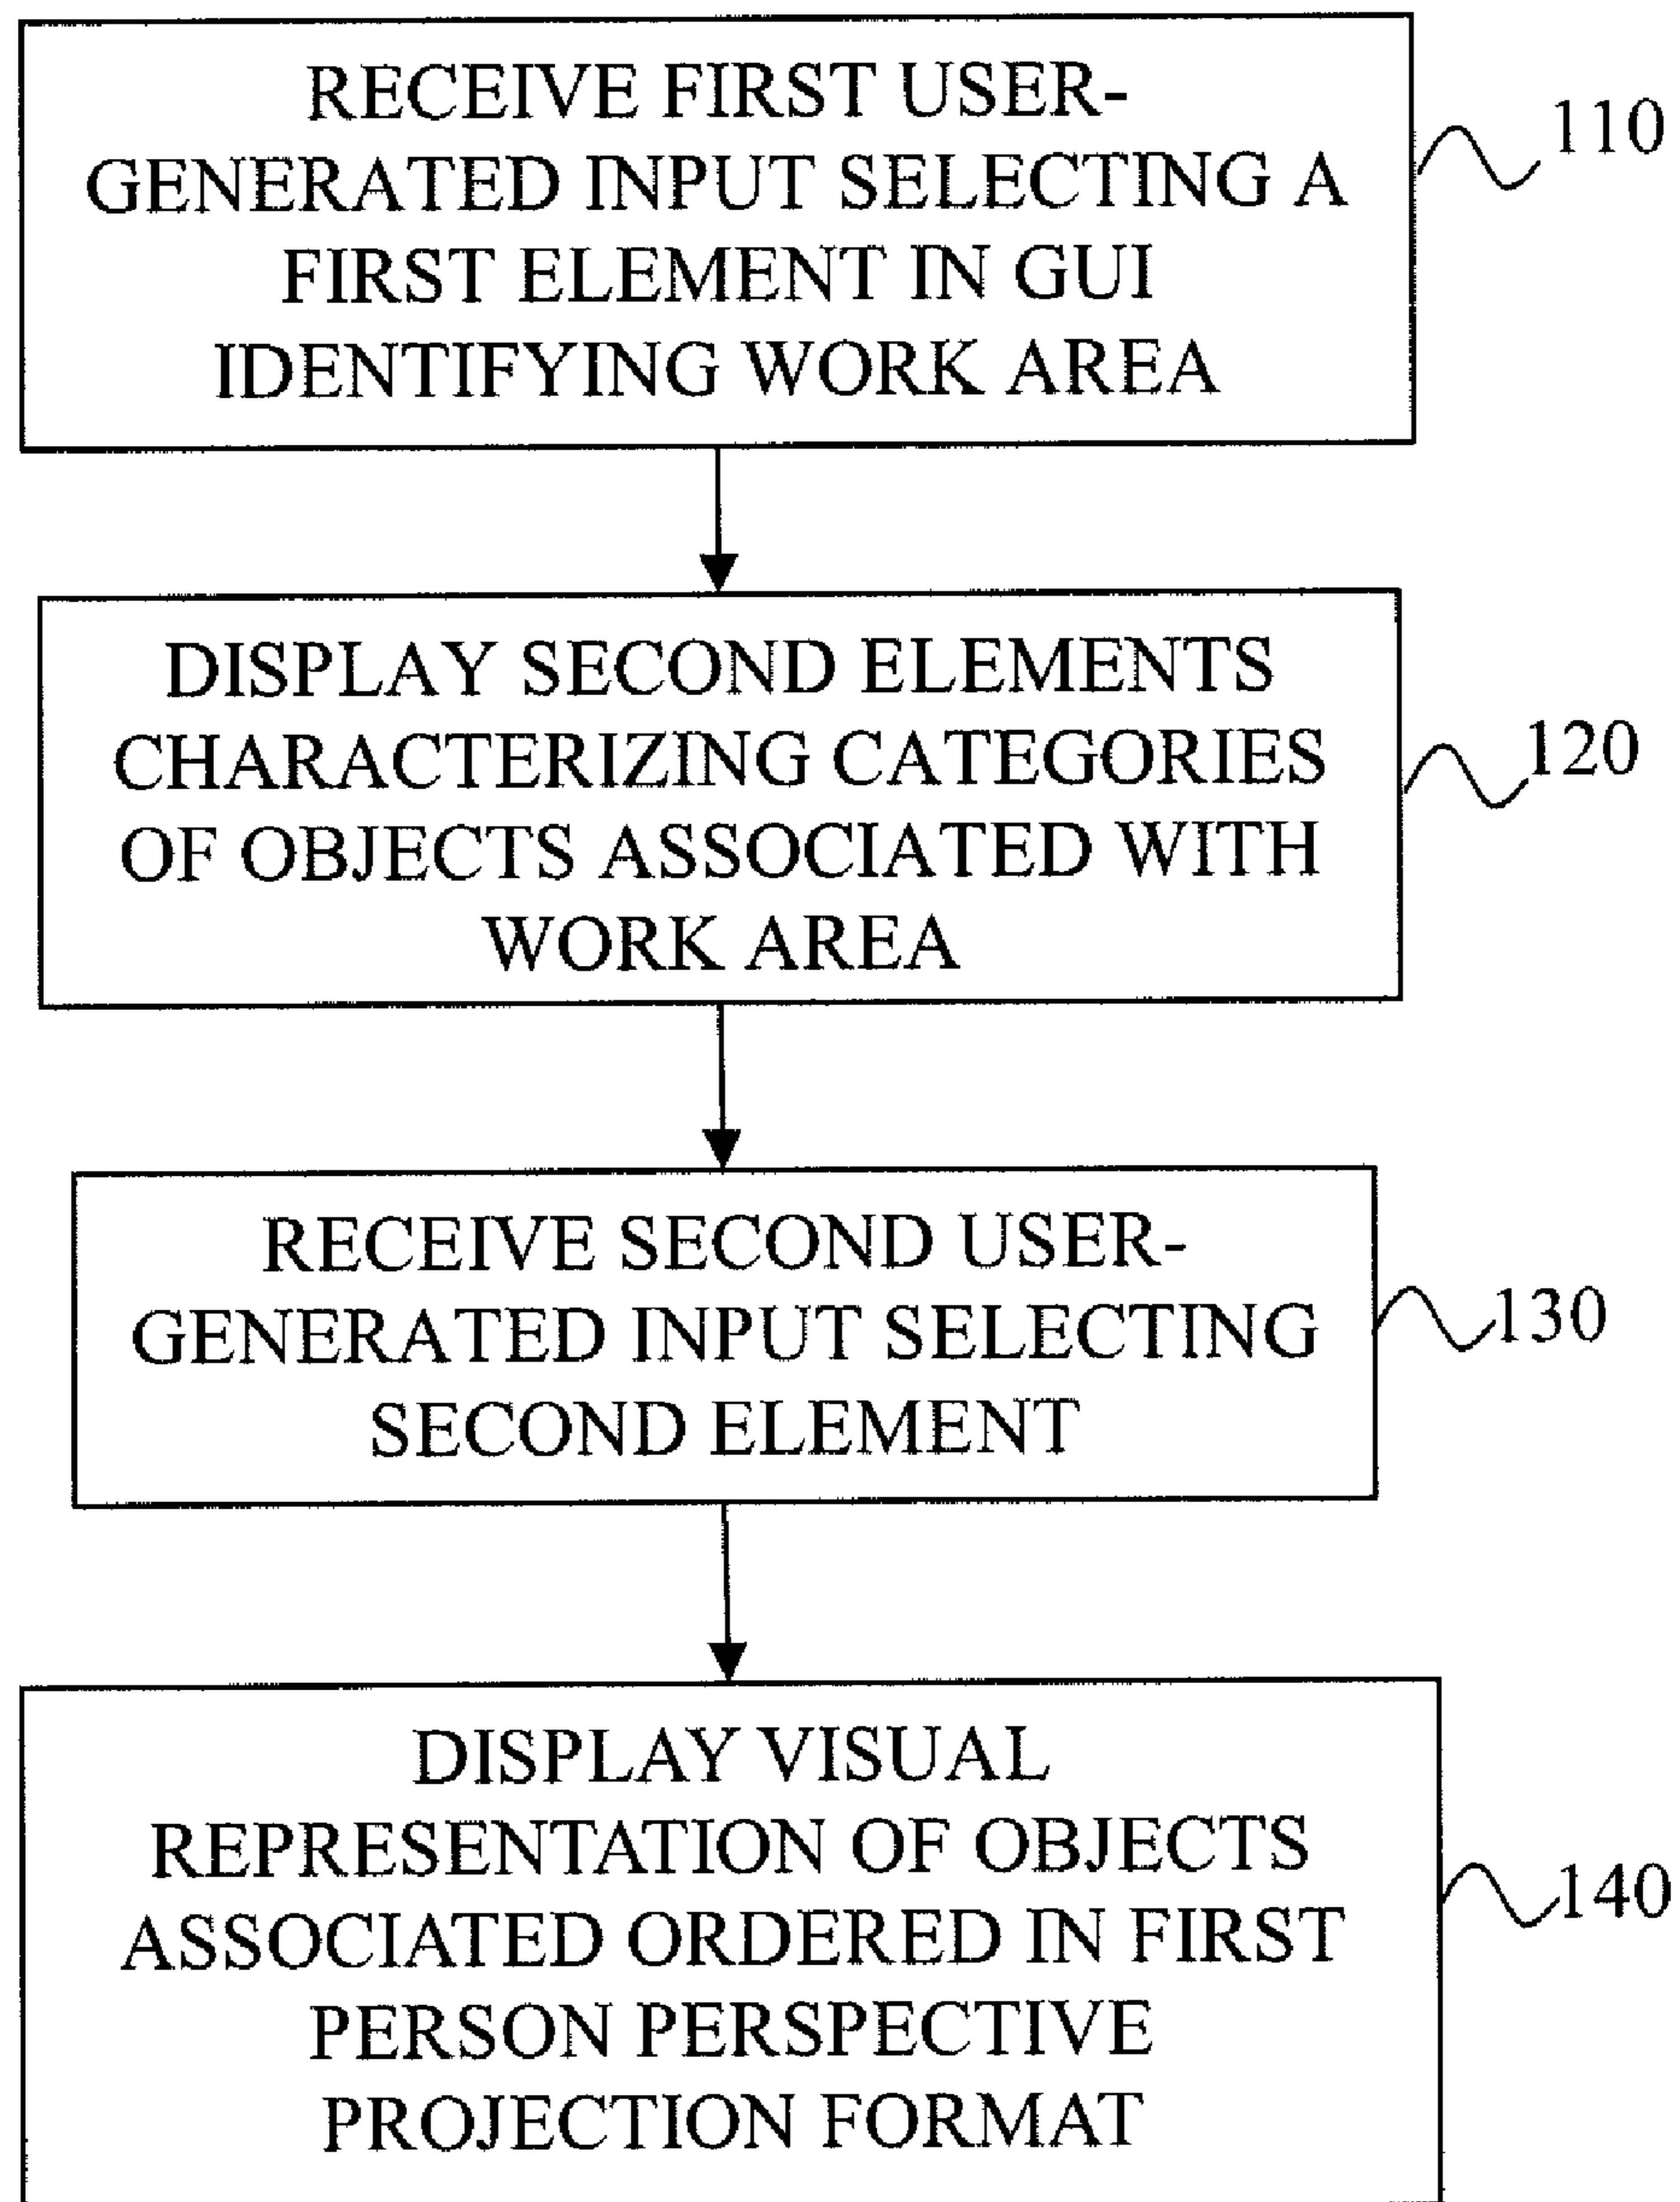 RECEIVE FIRST USER-
GENERATED INPUT SELECTING A
FIRST ELEMENT IN GUI
IDENTIFYING WORK AREA
110
DISPLAY SECOND ELEMENTS
CHARACTERIZING CATEGORIES
OF OBJECTS ASSOCIATED WITH
WORK AREA
120
RECEIVE SECOND USER-
GENERATED INPUT SELECTING
SECOND ELEMENT
130
DISPLAY VISUAL
REPRESENTATION OF OBJECTS
ASSOCIATED ORDERED IN FIRST
PERSON PERSPECTIVE
PROJECTION FORMAT
140